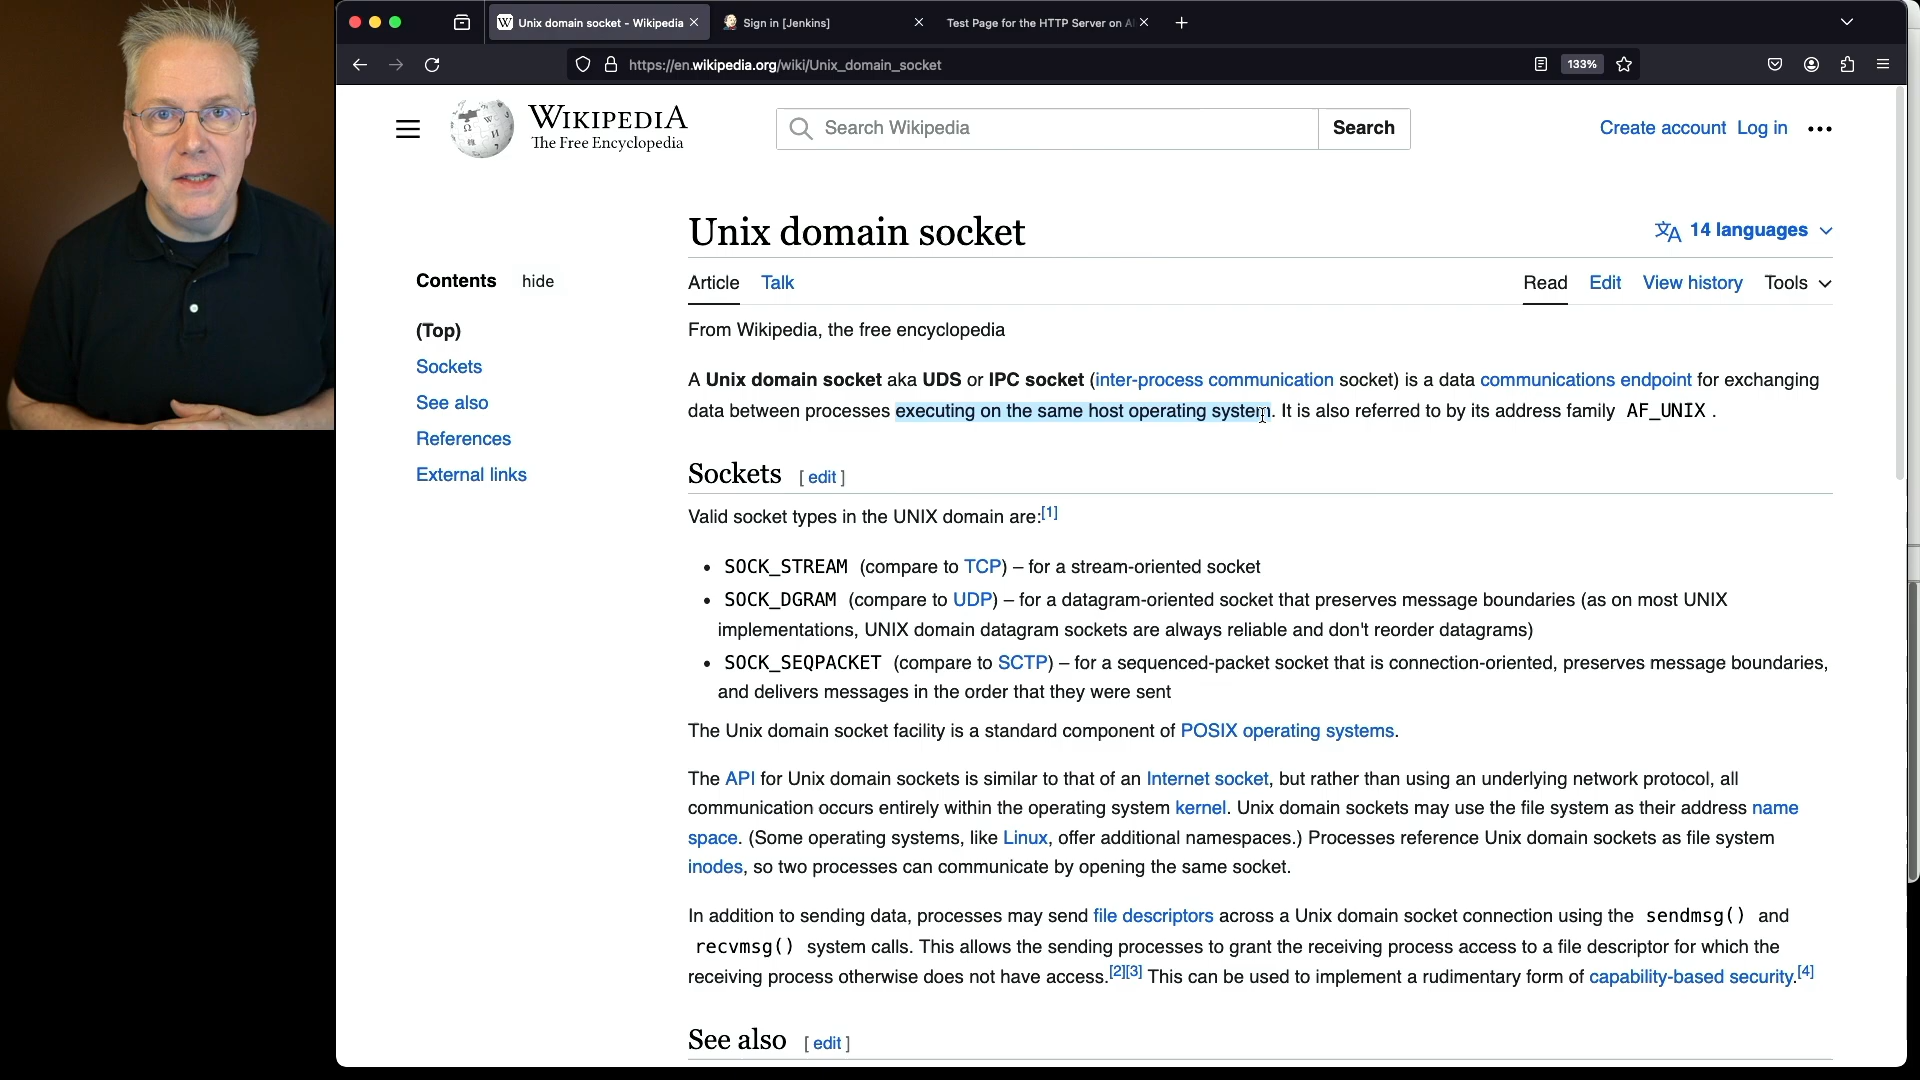 Unix domain socket - Wikipedia
Sign in [Jenkins]
Test Page for the HTTP Server on Al
https://en.wikipedia.org/wiki/Unix_domain_socket
133%
WIKIPEDIA
The Free Encyclopedia
Search Wikipedia
Search
Create account
Log in
Unix domain socket
14 languages
Contents
hide
Article
Talk
Read
Edit
View history
Tools
(Top)
Sockets
See also
References
External links
From Wikipedia, the free encyclopedia
A Unix domain socket aka UDS or IPC socket (inter-process communication socket) is a data communications endpoint for exchanging
data between processes executing on the same host operating system. It is also referred to by its address family AF_UNIX .
Sockets [ edit ]
Valid socket types in the UNIX domain are:[1]
• SOCK_STREAM (compare to TCP) – for a stream-oriented socket
• SOCK_DGRAM (compare to UDP) – for a datagram-oriented socket that preserves message boundaries (as on most UNIX
implementations, UNIX domain datagram sockets are always reliable and don't reorder datagrams)
• SOCK_SEQPACKET (compare to SCTP) – for a sequenced-packet socket that is connection-oriented, preserves message boundaries,
and delivers messages in the order that they were sent
The Unix domain socket facility is a standard component of POSIX operating systems.
The API for Unix domain sockets is similar to that of an Internet socket, but rather than using an underlying network protocol, all
communication occurs entirely within the operating system kernel. Unix domain sockets may use the file system as their address name
space. (Some operating systems, like Linux, offer additional namespaces.) Processes reference Unix domain sockets as file system
inodes, so two processes can communicate by opening the same socket.
In addition to sending data, processes may send file descriptors across a Unix domain socket connection using the sendmsg() and
recvmsg() system calls. This allows the sending processes to grant the receiving process access to a file descriptor for which the
receiving process otherwise does not have access.[2][3] This can be used to implement a rudimentary form of capability-based security.[4]
See also [ edit ]